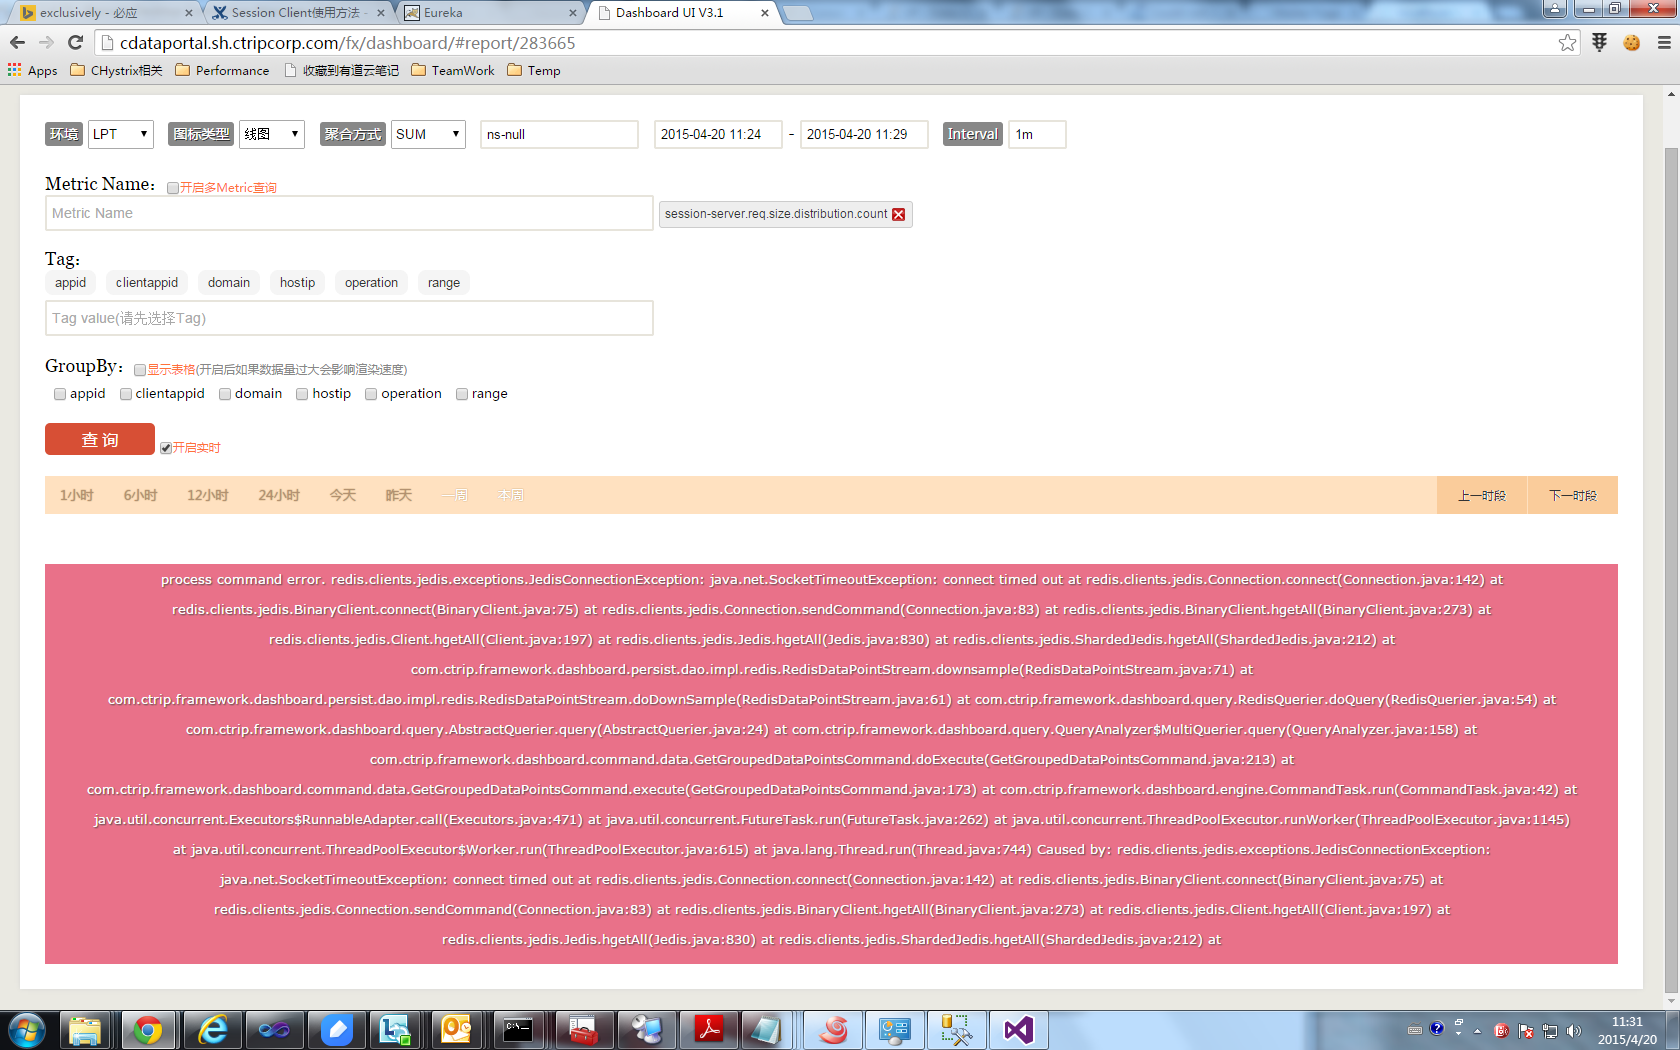 exclusively - 必应
Session Client使用方法 -
Eureka
Dashboard UI V3.1
cdataportal.sh.ctripcorp.com/fx/dashboard/#report/283665
Apps CHystrix相关 Performance 收藏到有道云笔记 TeamWork Temp
环境 LPT 图标类型 线图 聚合方式 SUM ns-null 2015-04-20 11:24 - 2015-04-20 11:29 Interval 1m
Metric Name： 开启多Metric查询
Metric Name session-server.req.size.distribution.count
Tag：
appid clientappid domain hostip operation range
Tag value(请先选择Tag)
GroupBy： 显示表格(开启后如果数据量过大会影响渲染速度)
appid clientappid domain hostip operation range
查 询 开启实时
1小时 6小时 12小时 24小时 今天 昨天 一周 本周 上一时段 下一时段
process command error. redis.clients.jedis.exceptions.JedisConnectionException: java.net.SocketTimeoutException: connect timed out at redis.clients.jedis.Connection.connect(Connection.java:142) at
redis.clients.jedis.BinaryClient.connect(BinaryClient.java:75) at redis.clients.jedis.Connection.sendCommand(Connection.java:83) at redis.clients.jedis.BinaryClient.hgetAll(BinaryClient.java:273) at
redis.clients.jedis.Client.hgetAll(Client.java:197) at redis.clients.jedis.Jedis.hgetAll(Jedis.java:830) at redis.clients.jedis.ShardedJedis.hgetAll(ShardedJedis.java:212) at
com.ctrip.framework.dashboard.persist.dao.impl.redis.RedisDataPointStream.downsample(RedisDataPointStream.java:71) at
com.ctrip.framework.dashboard.persist.dao.impl.redis.RedisDataPointStream.doDownSample(RedisDataPointStream.java:61) at com.ctrip.framework.dashboard.query.RedisQuerier.doQuery(RedisQuerier.java:54) at
com.ctrip.framework.dashboard.query.AbstractQuerier.query(AbstractQuerier.java:24) at com.ctrip.framework.dashboard.query.QueryAnalyzer$MultiQuerier.query(QueryAnalyzer.java:158) at
com.ctrip.framework.dashboard.command.data.GetGroupedDataPointsCommand.doExecute(GetGroupedDataPointsCommand.java:213) at
com.ctrip.framework.dashboard.command.data.GetGroupedDataPointsCommand.execute(GetGroupedDataPointsCommand.java:173) at com.ctrip.framework.dashboard.engine.CommandTask.run(CommandTask.java:42) at
java.util.concurrent.Executors$RunnableAdapter.call(Executors.java:471) at java.util.concurrent.FutureTask.run(FutureTask.java:262) at java.util.concurrent.ThreadPoolExecutor.runWorker(ThreadPoolExecutor.java:1145)
at java.util.concurrent.ThreadPoolExecutor$Worker.run(ThreadPoolExecutor.java:615) at java.lang.Thread.run(Thread.java:744) Caused by: redis.clients.jedis.exceptions.JedisConnectionException:
java.net.SocketTimeoutException: connect timed out at redis.clients.jedis.Connection.connect(Connection.java:142) at redis.clients.jedis.BinaryClient.connect(BinaryClient.java:75) at
redis.clients.jedis.Connection.sendCommand(Connection.java:83) at redis.clients.jedis.BinaryClient.hgetAll(BinaryClient.java:273) at redis.clients.jedis.Client.hgetAll(Client.java:197) at
redis.clients.jedis.Jedis.hgetAll(Jedis.java:830) at redis.clients.jedis.ShardedJedis.hgetAll(ShardedJedis.java:212) at
11:31
2015/4/20